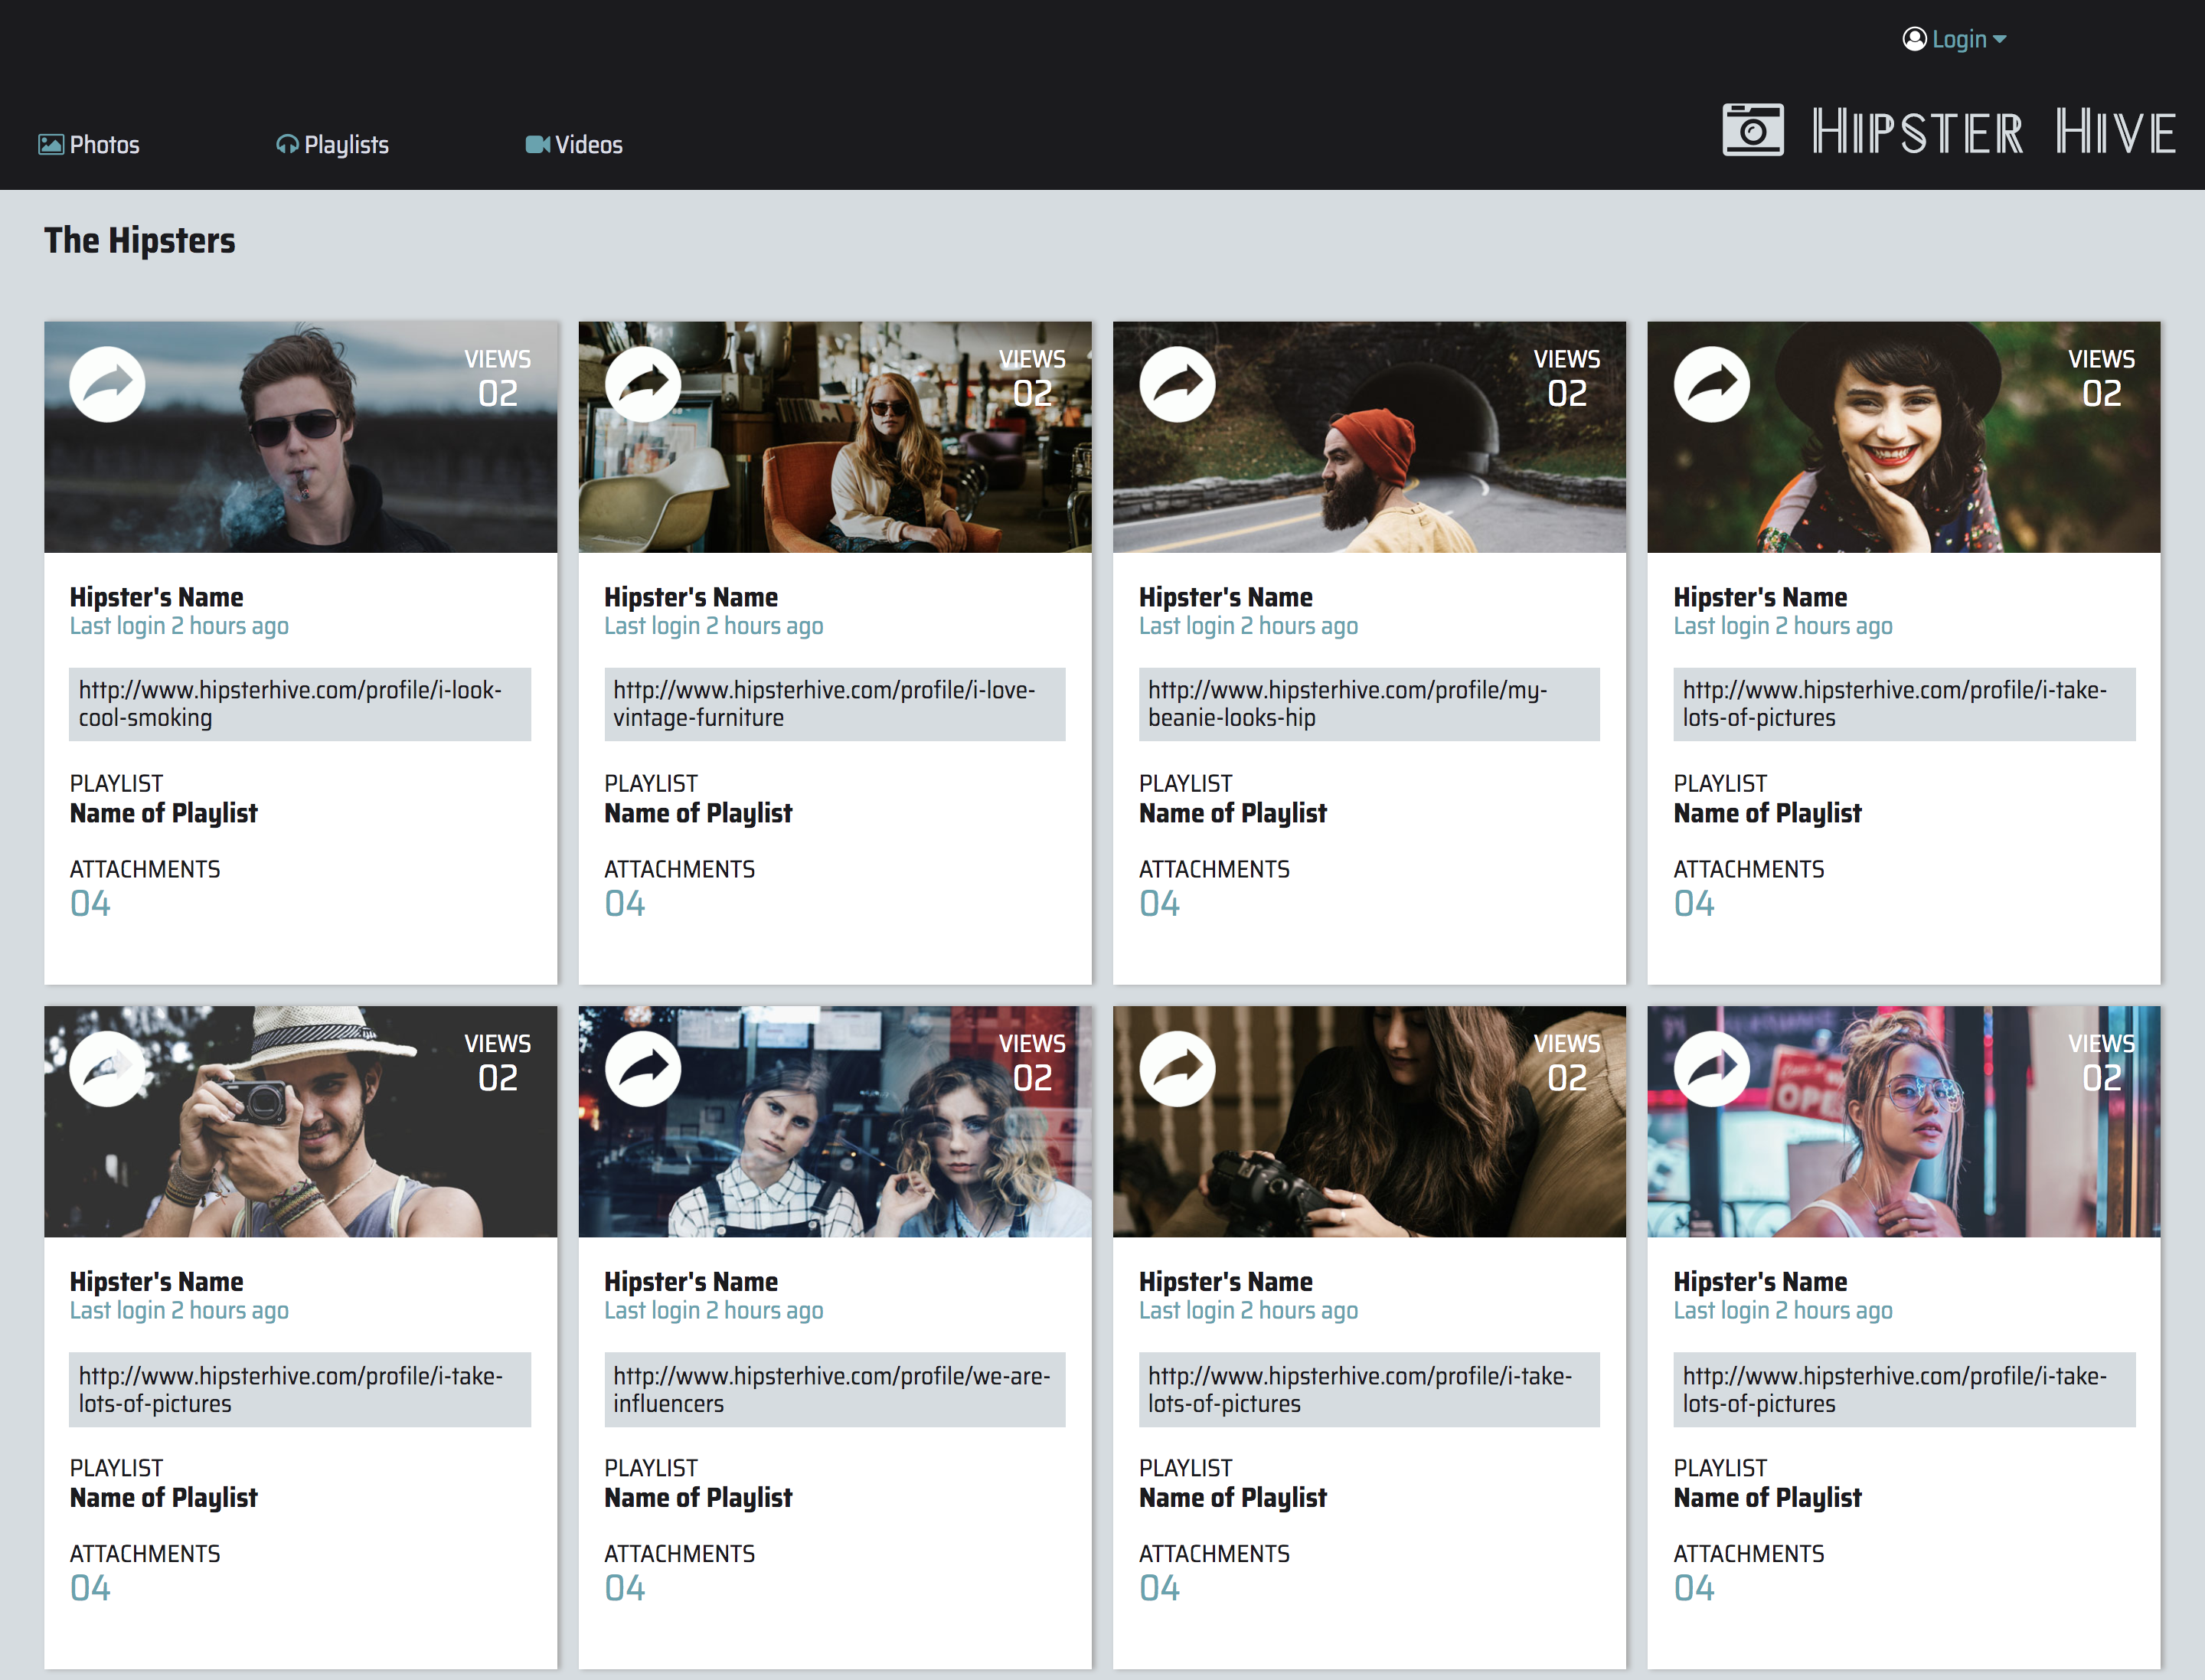 Login
Photos
Playlists
Videos
Hipster Hive
The Hipsters
VIEWS
02
Hipster's Name
Last login 2 hours ago
http://www.hipsterhive.com/profile/i-look-
cool-smoking
PLAYLIST
Name of Playlist
ATTACHMENTS
04
VIEWS
02
Hipster's Name
Last login 2 hours ago
http://www.hipsterhive.com/profile/i-love-
vintage-furniture
PLAYLIST
Name of Playlist
ATTACHMENTS
04
VIEWS
02
Hipster's Name
Last login 2 hours ago
http://www.hipsterhive.com/profile/my-
beanie-looks-hip
PLAYLIST
Name of Playlist
ATTACHMENTS
04
VIEWS
02
Hipster's Name
Last login 2 hours ago
http://www.hipsterhive.com/profile/i-take-
lots-of-pictures
PLAYLIST
Name of Playlist
ATTACHMENTS
04
VIEWS
02
Hipster's Name
Last login 2 hours ago
http://www.hipsterhive.com/profile/i-take-
lots-of-pictures
PLAYLIST
Name of Playlist
ATTACHMENTS
04
VIEWS
02
Hipster's Name
Last login 2 hours ago
http://www.hipsterhive.com/profile/we-are-
influencers
PLAYLIST
Name of Playlist
ATTACHMENTS
04
VIEWS
02
Hipster's Name
Last login 2 hours ago
http://www.hipsterhive.com/profile/i-take-
lots-of-pictures
PLAYLIST
Name of Playlist
ATTACHMENTS
04
VIEWS
02
OPE
Hipster's Name
Last login 2 hours ago
http://www.hipsterhive.com/profile/i-take-
lots-of-pictures
PLAYLIST
Name of Playlist
ATTACHMENTS
04